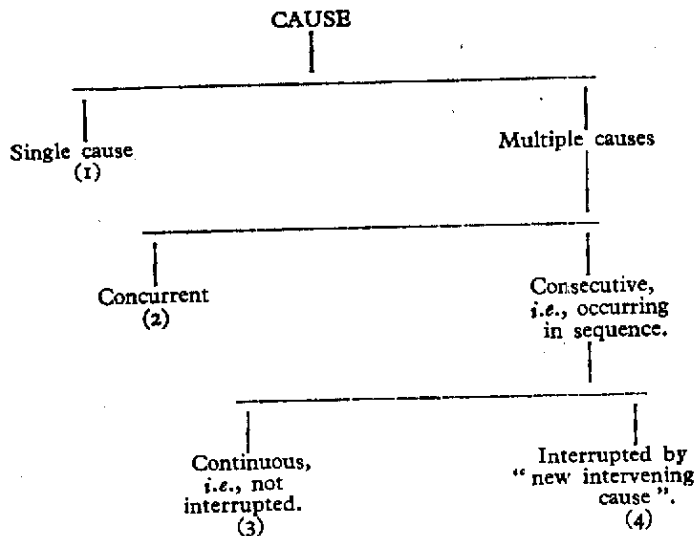 CAUSE
Single cause
(1)
Multiple causes
Concurrent
(2)
Consecutive,
i.e., occurring
in sequence.
Continuous,
i.e., not
interrupted.
(3)
Interrupted by
“ new intervening
cause ”.
(4)